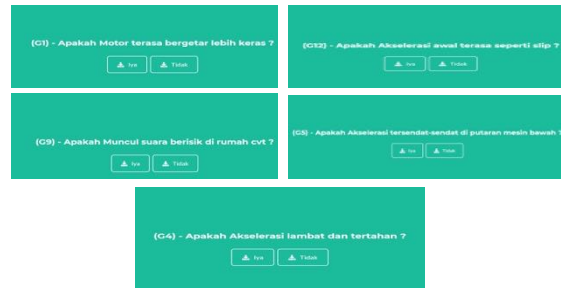 (G1) - Apakah Motor terasa bergetar lebih keras ?
Iya Tidak
(G12) - Apakah Akselerasi awal terasa seperti slip ?
Iya Tidak
(G9) - Apakah Muncul suara berisik di rumah cvt ?
Iya Tidak
(G5) - Apakah Akselerasi tersendat-sendat di putaran mesin bawah ?
Iya Tidak
(G4) - Apakah Akselerasi lambat dan tertahan ?
Iya Tidak